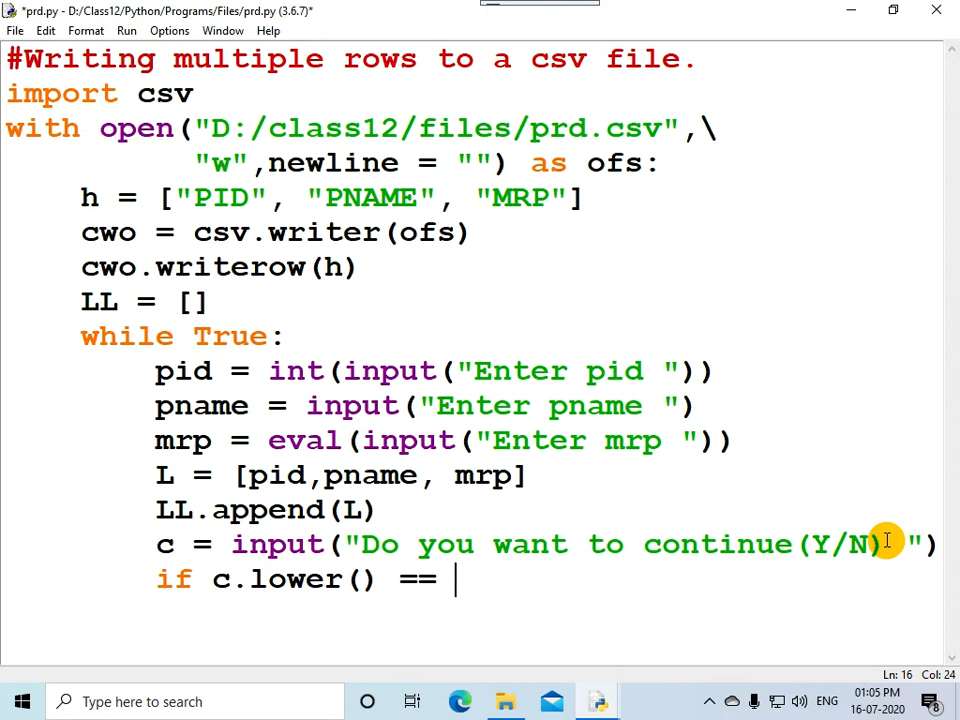 *prd.py - D:/Class12/Python/Programs/Files/prd.py (3.6.7)*
File Edit Format Run Options Window Help
#Writing multiple rows to a csv file.
import csv
with open("D:/class12/files/prd.csv",\
"w",newline = "") as ofs:
h = ["PID", "PNAME", "MRP"]
cwo = csv.writer(ofs)
cwo.writerow(h)
LL = []
while True:
pid = int(input("Enter pid "))
pname = input("Enter pname ")
mrp = eval(input("Enter mrp "))
L = [pid,pname, mrp]
LL.append(L)
c = input("Do you want to continue(Y/N) ")
if c.lower() ==
Ln: 16 Col: 24
Type here to search
ENG
01:05 PM
16-07-2020
8